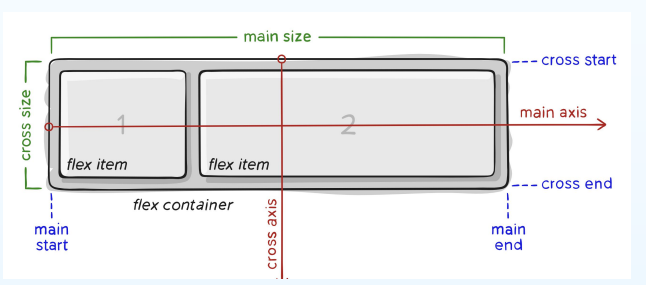 main size
cross start
cross size
main axis
1
2
flex item
flex item
cross end
flex container
cross axis
main
start
main
end